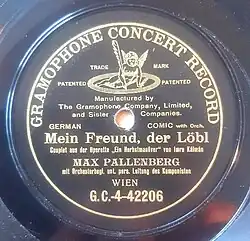 GRAMOPHONE CONCERT RECORD
TRADE MARK
PATENTED PATENTED
Manufactured by
The Gramophone Company, Limited,
and Sister Companies.
GERMAN COMIC with Orch.
Mein Freund, der Löbl
Couplet aus der Operette „Ein Herbstmanöver" von Imre Kálmán
MAX PALLENBERG
mit Orchesterbegl. unt. pers. Leitung des Komponisten
WIEN
G.C.-4-42206